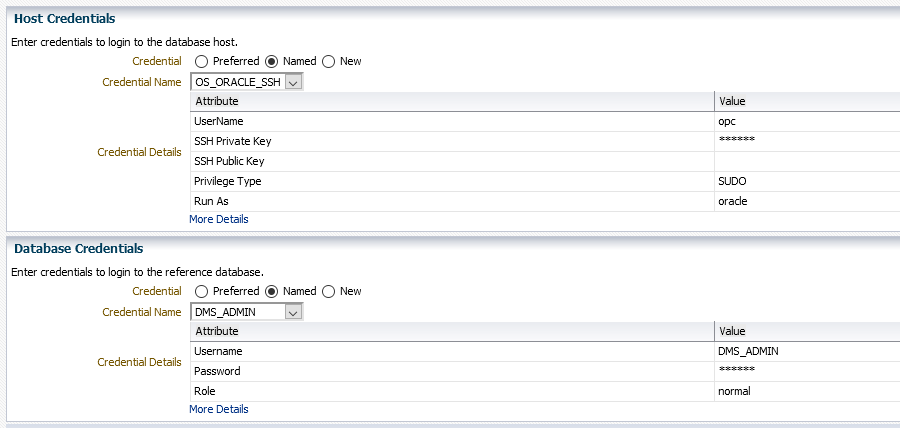 Host Credentials
Enter credentials to login to the database host.
Credential Preferred Named New
Credential Name OS_ORACLE_SSH
Attribute Value
UserName opc
SSH Private Key ******
Credential Details SSH Public Key
Privilege Type SUDO
Run As oracle
More Details
Database Credentials
Enter credentials to login to the reference database.
Credential Preferred Named New
Credential Name DMS_ADMIN
Attribute Value
Username DMS_ADMIN
Credential Details Password ******
Role normal
More Details